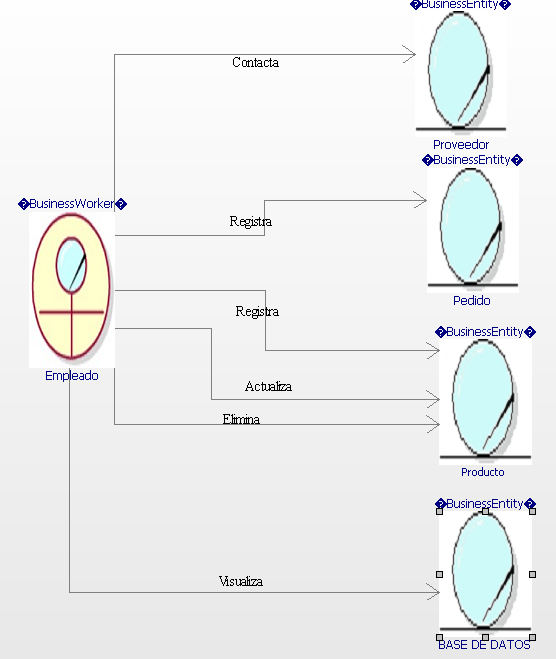 �BusinessEntity�
Contacta
Proveedor
�BusinessEntity�
�BusinessWorker�
Registra
Pedido
Registra
�BusinessEntity�
Empleado
Actualiza
Elimina
Producto
�BusinessEntity�
Visualiza
BASE DE DATOS